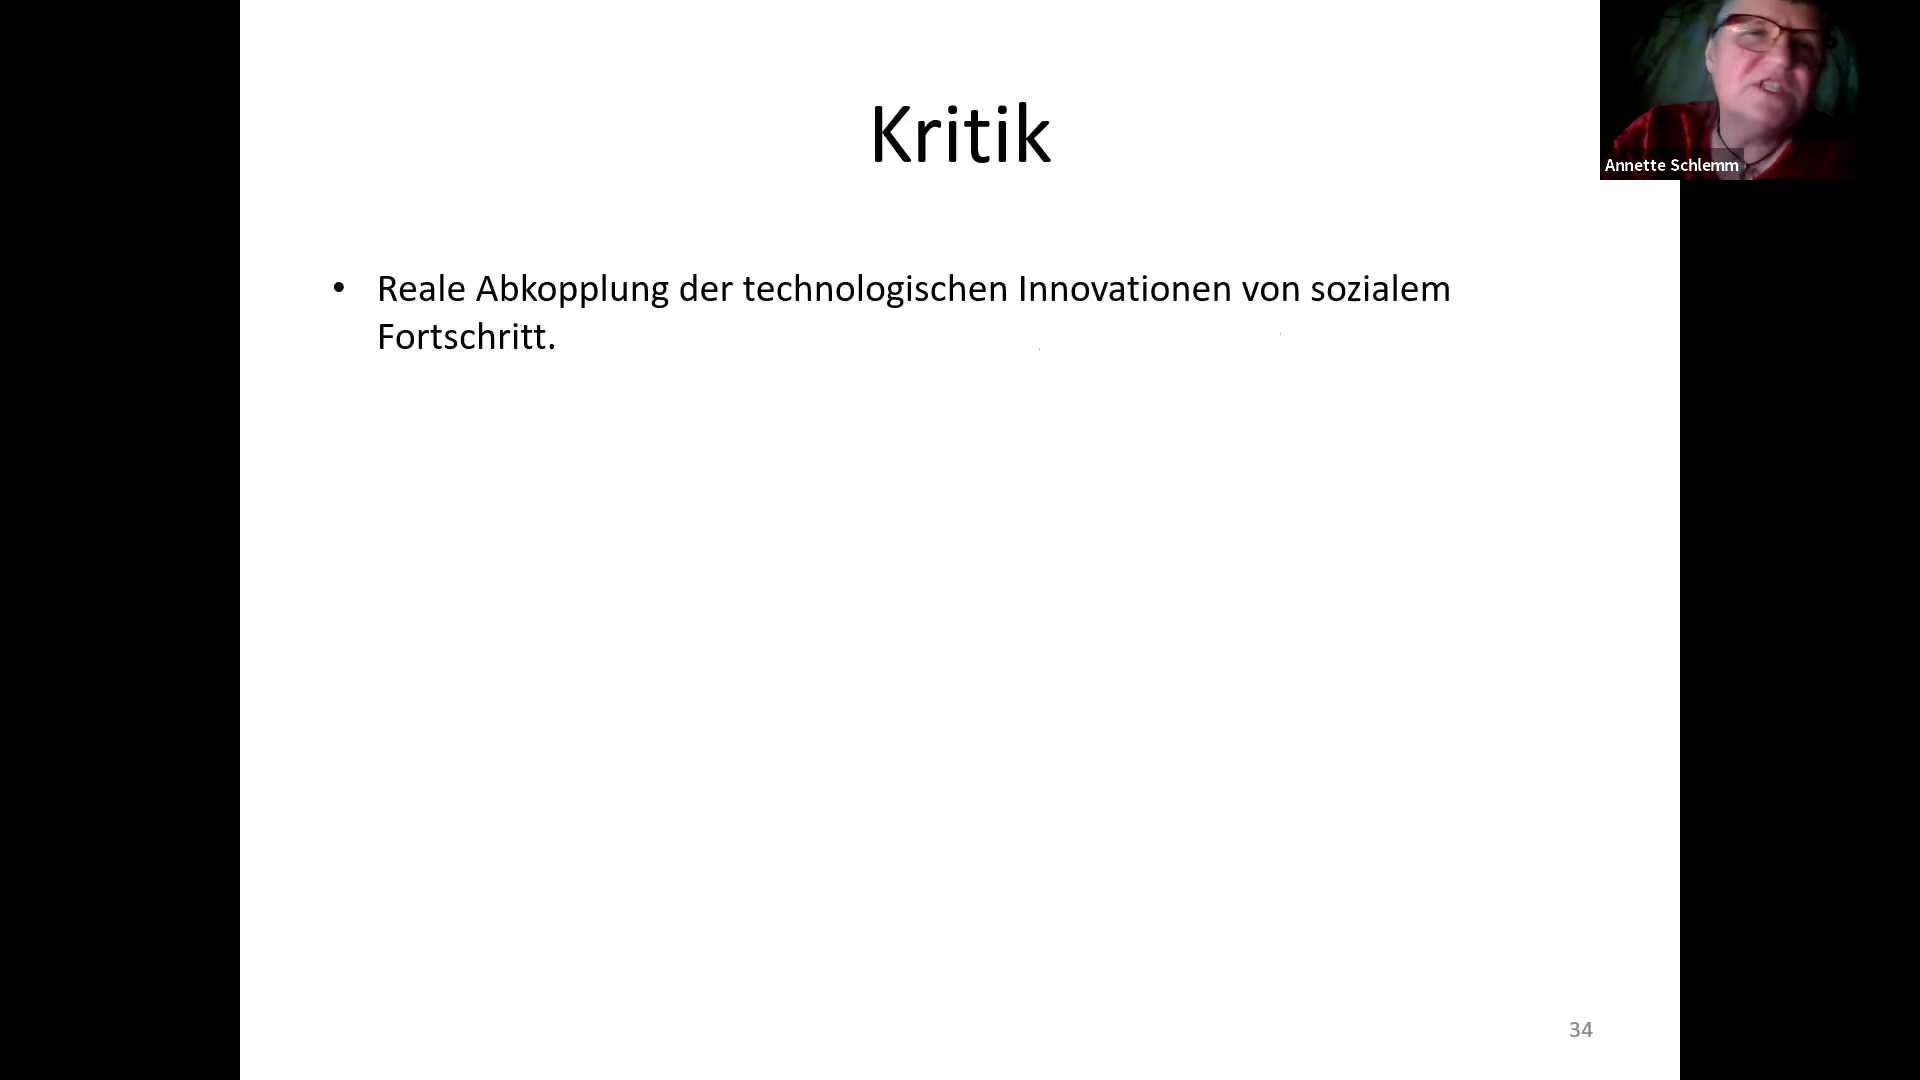 Kritik
Annette Schlemm
• Reale Abkopplung der technologischen Innovationen von sozialem
Fortschritt.
34